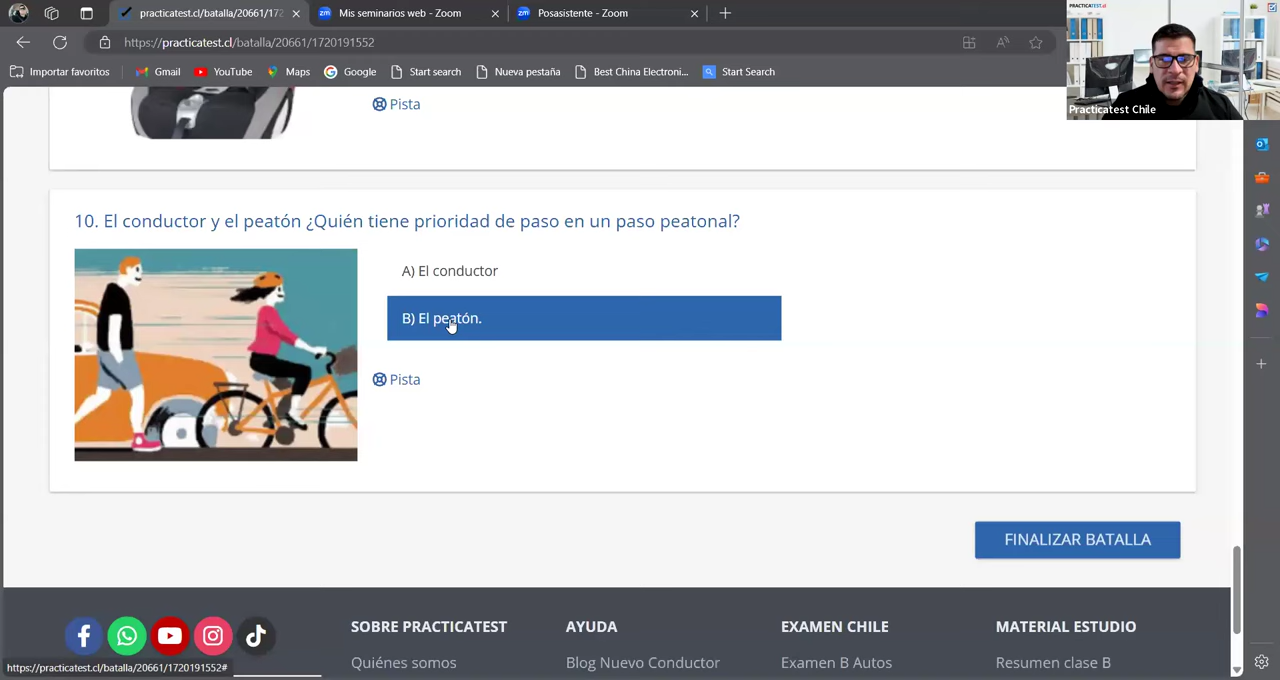 practicatest.cl/batalla/20661/172
Mis seminarios web - Zoom
Posasistente - Zoom
https://practicatest.cl/batalla/20661/1720191552
Importar favoritos
Gmail
YouTube
Maps
Google
Start search
Nueva pestaña
Best China Electroni...
Start Search
PRACTICATEST.cl
Practicatest Chile
Pista
10. El conductor y el peatón ¿Quién tiene prioridad de paso en un paso peatonal?
A) El conductor
B) El peatón.
Pista
FINALIZAR BATALLA
SOBRE PRACTICATEST
AYUDA
EXAMEN CHILE
MATERIAL ESTUDIO
Quiénes somos
Blog Nuevo Conductor
Examen B Autos
Resumen clase B
https://practicatest.cl/batalla/20661/1720191552#